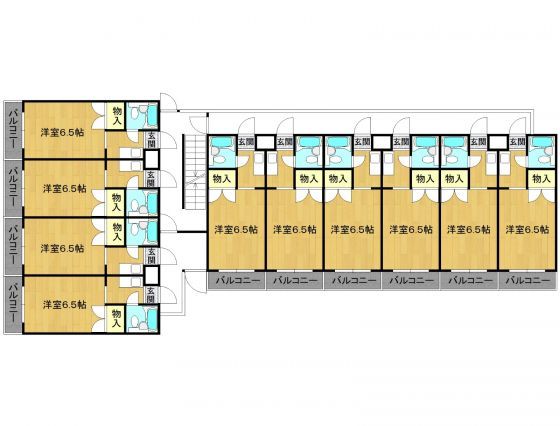 バルコニー
洋室6.5帖
物入
玄関
バルコニー
洋室6.5帖
物入
玄関
バルコニー
洋室6.5帖
物入
玄関
バルコニー
洋室6.5帖
物入
玄関
玄関
玄関
玄関
玄関
玄関
玄関
物入
物入
物入
物入
物入
物入
洋室6.5帖
洋室6.5帖
洋室6.5帖
洋室6.5帖
洋室6.5帖
洋室6.5帖
バルコニー
バルコニー
バルコニー
バルコニー
バルコニー
バルコニー